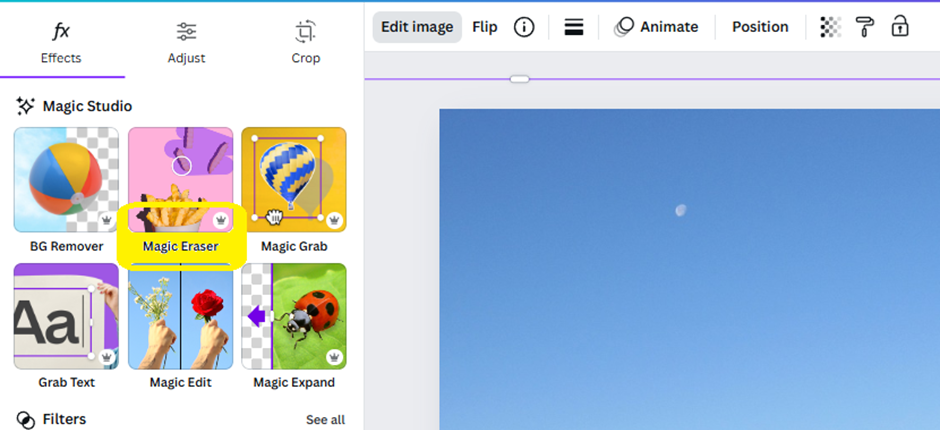 fx
Effects
Adjust
Crop
Edit image
Flip
Animate
Position
Magic Studio
BG Remover
Magic Eraser
Magic Grab
Aa
Grab Text
Magic Edit
Magic Expand
Filters
See all